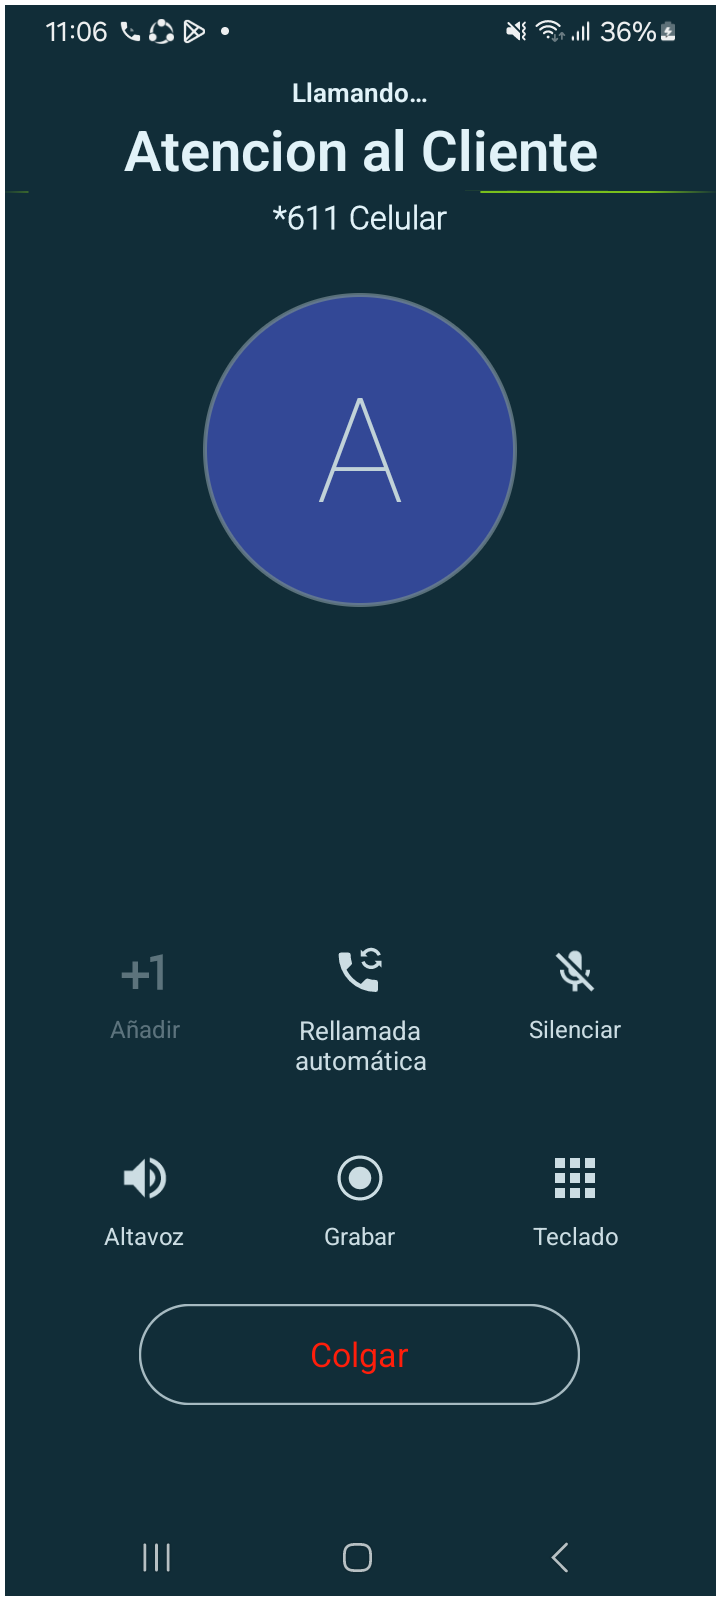 11:06
36%
Llamando...
Atencion al Cliente
*611 Celular
A
+1
Añadir
Rellamada
automática
Silenciar
Altavoz
Grabar
Teclado
Colgar